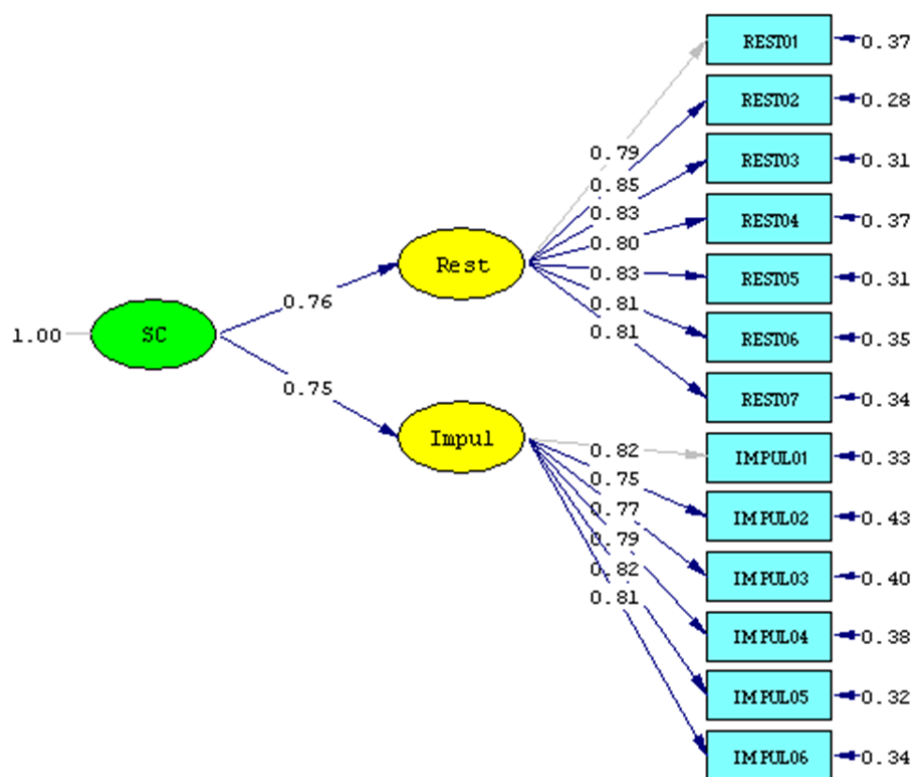 REST01
0.37
REST02
0.28
0.79
REST03
0.31
0.85
0.83
REST04
0.37
0.80
Rest
0.83
REST05
0.31
0.76
0.81
1.00
SC
0.81
REST06
0.35
0.75
REST07
0.34
Impul
0.82
IMPUL01
0.33
0.75
0.77
IMPUL02
0.43
0.79
0.82
IMPUL03
0.40
0.81
IMPUL04
0.38
IMPUL05
0.32
IMPUL06
0.34